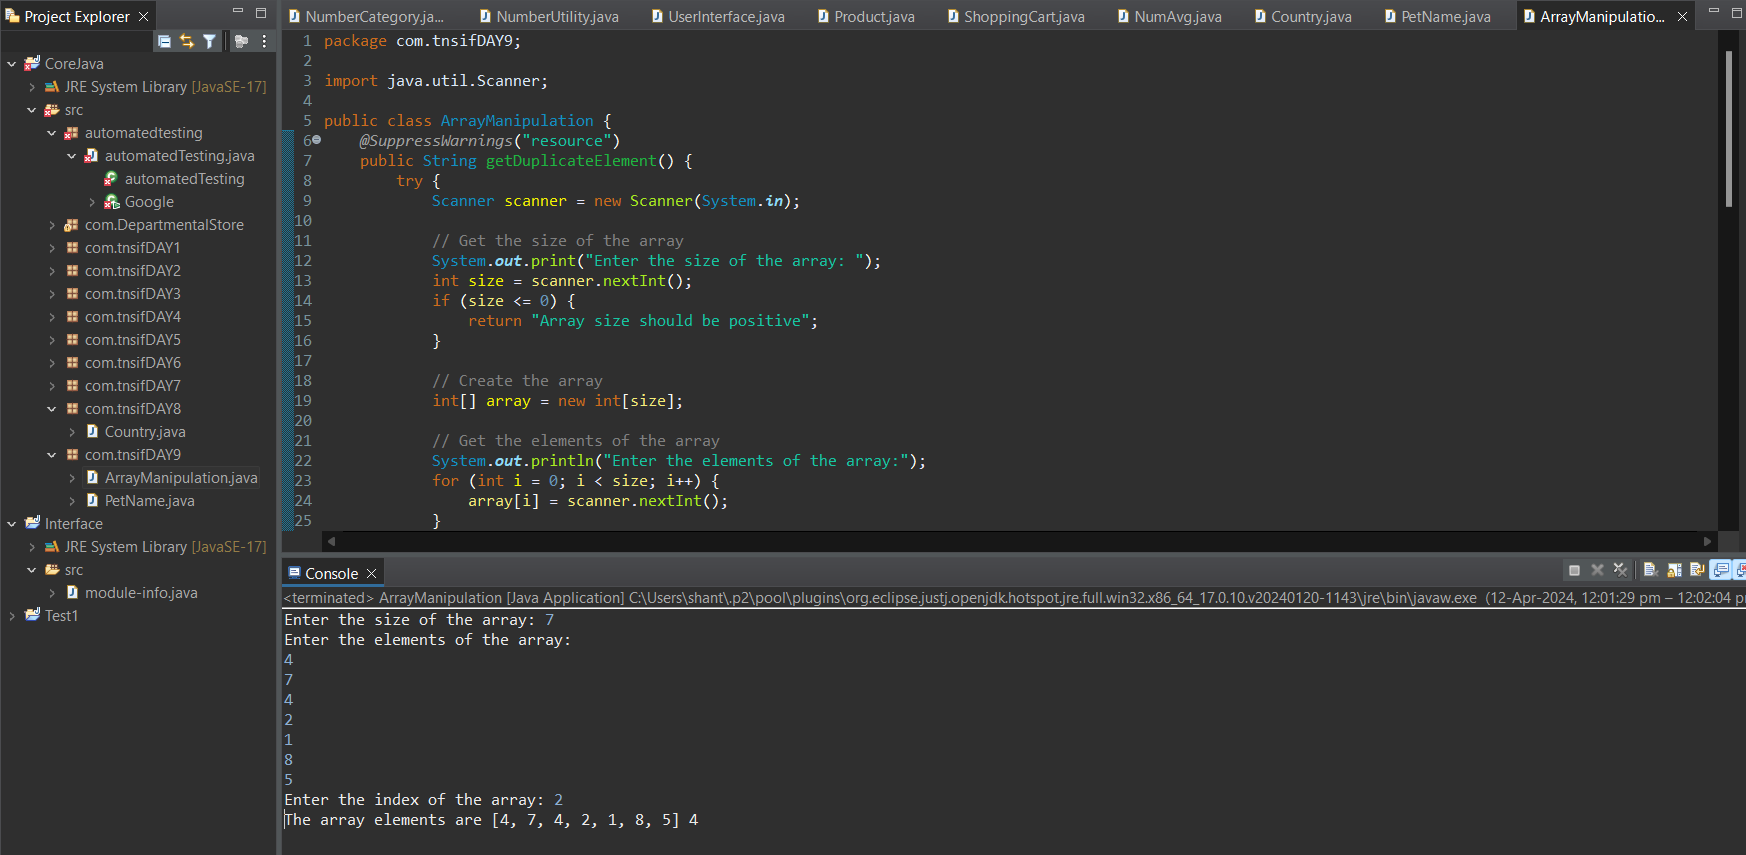 Project Explorer
CoreJava
JRE System Library [JavaSE-17]
src
automatedtesting
automatedTesting.java
automatedTesting
Google
com.DepartmentalStore
com.tnsifDAY1
com.tnsifDAY2
com.tnsifDAY3
com.tnsifDAY4
com.tnsifDAY5
com.tnsifDAY6
com.tnsifDAY7
com.tnsifDAY8
Country.java
com.tnsifDAY9
ArrayManipulation.java
PetName.java
Interface
JRE System Library [JavaSE-17]
src
module-info.java
Test1
NumberCategory.ja... NumberUtility.java UserInterface.java Product.java ShoppingCart.java NumAvg.java Country.java PetName.java ArrayManipulatio...
1 package com.tnsifDAY9;
2
3 import java.util.Scanner;
4
5 public class ArrayManipulation {
6 @SuppressWarnings("resource")
7 public String getDuplicateElement() {
8 try {
9 Scanner scanner = new Scanner(System.in);
10
11 // Get the size of the array
12 System.out.print("Enter the size of the array: ");
13 int size = scanner.nextInt();
14 if (size <= 0) {
15 return "Array size should be positive";
16 }
17
18 // Create the array
19 int[] array = new int[size];
20
21 // Get the elements of the array
22 System.out.println("Enter the elements of the array:");
23 for (int i = 0; i < size; i++) {
24 array[i] = scanner.nextInt();
25 }
Console
<terminated> ArrayManipulation [Java Application] C:\Users\shant\.p2\pool\plugins\org.eclipse.justj.openjdk.hotspot.jre.full.win32.x86_64_17.0.10.v20240120-1143\jre\bin\javaw.exe (12-Apr-2024, 12:01:29 pm – 12:02:04 p
Enter the size of the array: 7
Enter the elements of the array:
4
7
4
2
1
8
5
Enter the index of the array: 2
The array elements are [4, 7, 4, 2, 1, 8, 5] 4